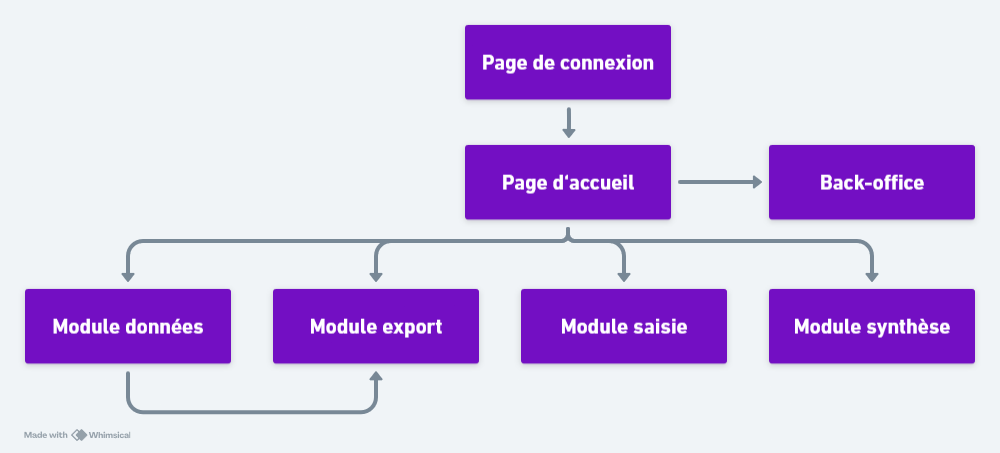 Page de connexion
Page d‘accueil
Back-office
Module données
Module export
Module saisie
Module synthèse
Made with Whimsical